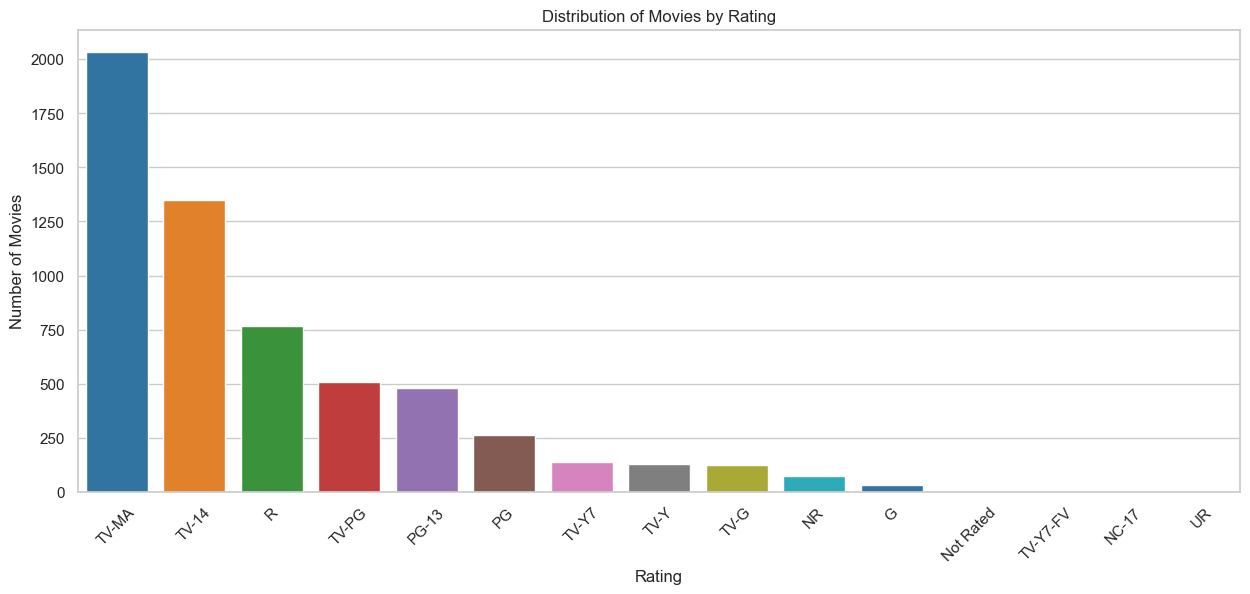 Distribution of Movies by Rating
Number of Movies
2000
1750
1500
1250
1000
750
500
250
0
TV-MA
TV-14
R
TV-PG
PG-13
PG
TV-Y7
TV-Y
TV-G
NR
G
Not Rated
TV-Y7-FV
NC-17
UR
Rating